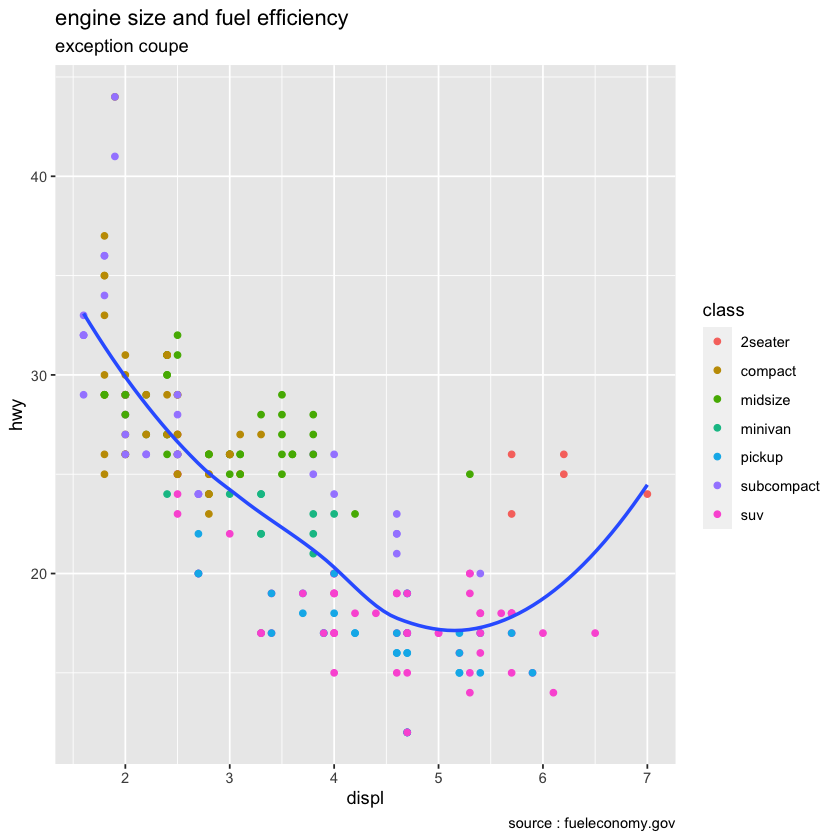 engine size and fuel efficiency
exception coupe
hwy
40
30
20
2 3 4 5 6 7
displ
class
2seater
compact
midsize
minivan
pickup
subcompact
suv
source : fueleconomy.gov